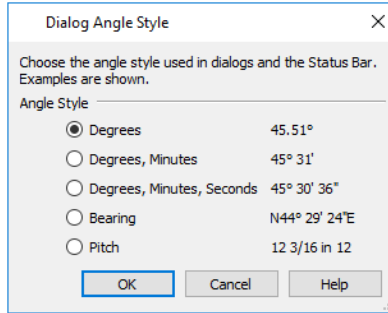 Dialog Angle Style
Choose the angle style used in dialogs and the Status Bar.
Examples are shown.
Angle Style
Degrees 45.51°
Degrees, Minutes 45° 31'
Degrees, Minutes, Seconds 45° 30' 36"
Bearing N44° 29' 24"E
Pitch 12 3/16 in 12
OK Cancel Help